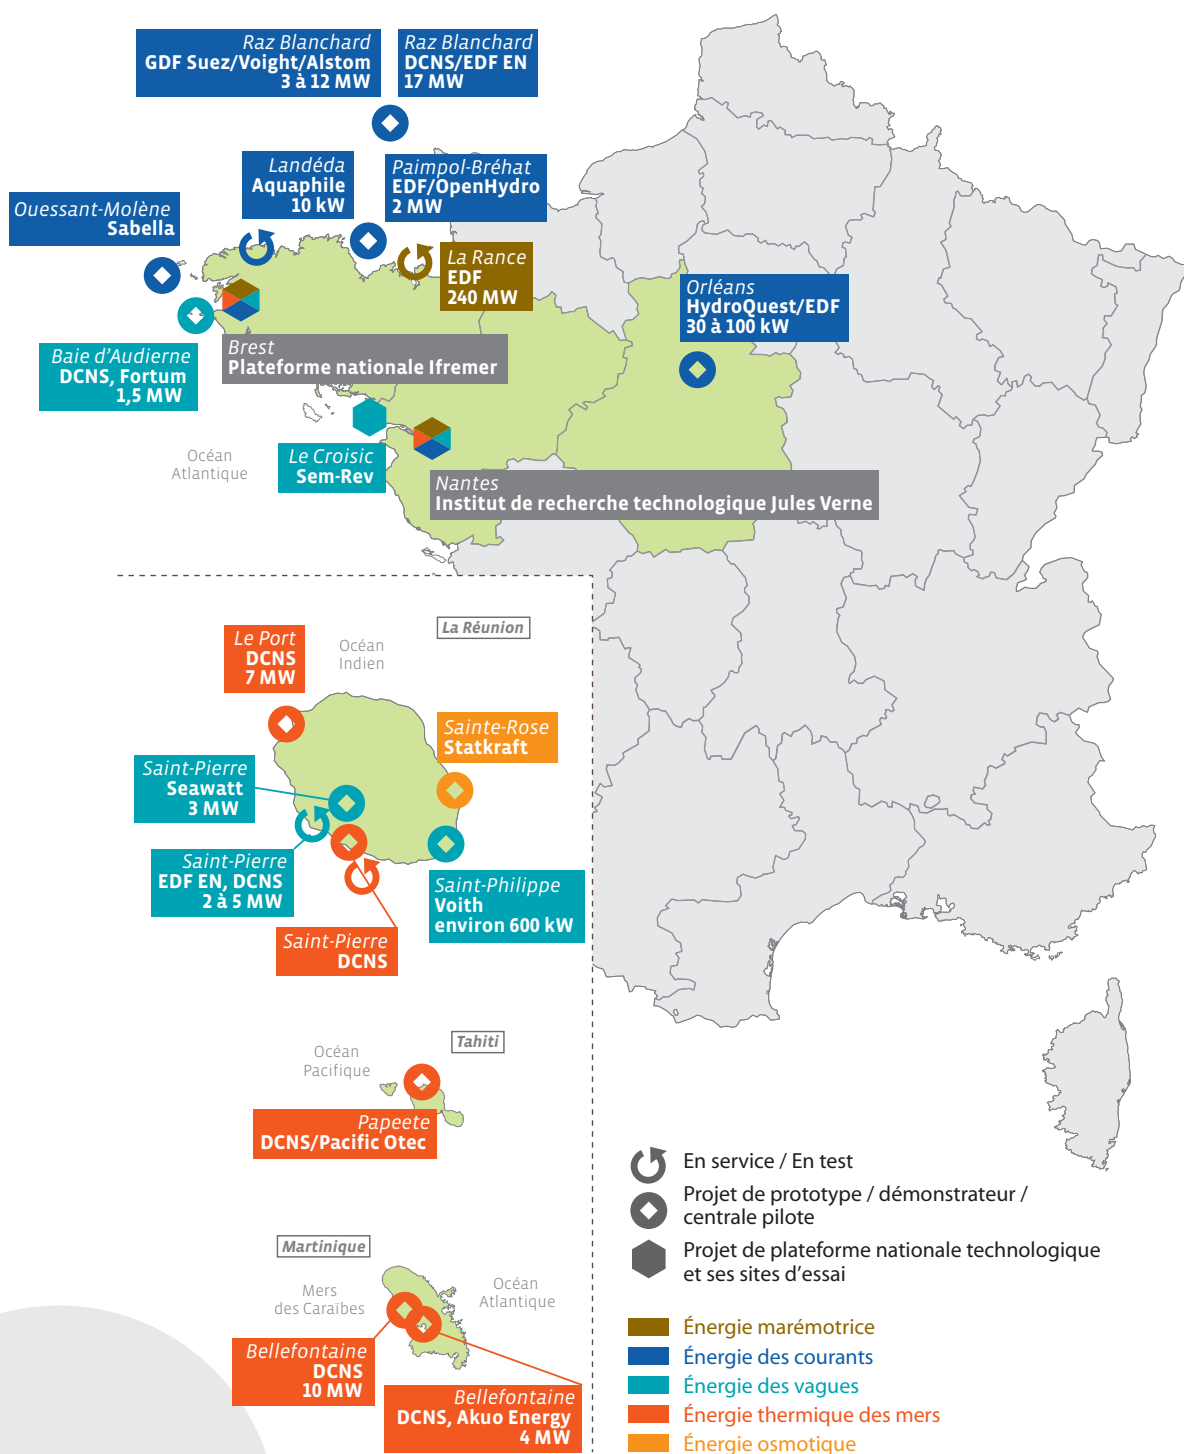 Raz Blanchard
GDF Suez/Voight/Alstom
3 à 12 MW
Raz Blanchard
DCNS/EDF EN
17 MW
Landéda
Aquaphile
10 kW
Paimpol-Bréhat
EDF/OpenHydro
2 MW
Ouessant-Molène
Sabella
La Rance
EDF
240 MW
Orléans
HydroQuest/EDF
30 à 100 kW
Brest
Plateforme nationale Ifremer
Baie d'Audierne
DCNS, Fortum
1,5 MW
Océan
Atlantique
Le Croisic
Sem-Rev
Nantes
Institut de recherche technologique Jules Verne
La Réunion
Le Port
DCNS
7 MW
Océan
Indien
Sainte-Rose
Statkraft
Saint-Pierre
Seawatt
3 MW
Saint-Pierre
EDF EN, DCNS
2 à 5 MW
Saint-Philippe
Voith
environ 600 kW
Saint-Pierre
DCNS
Tahiti
Océan
Pacifique
Papeete
DCNS/Pacific Otec
Martinique
Mers
des Caraïbes
Océan
Atlantique
Bellefontaine
DCNS
10 MW
Bellefontaine
DCNS, Akuo Energy
4 MW
En service / En test
Projet de prototype / démonstrateur /
centrale pilote
Projet de plateforme nationale technologique
et ses sites d'essai
Énergie marémotrice
Énergie des courants
Énergie des vagues
Énergie thermique des mers
Énergie osmotique